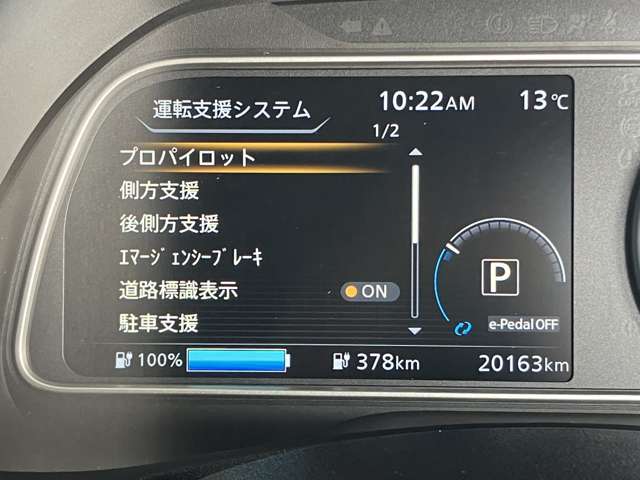 運転支援システム
10:22AM
13℃
1/2
プロパイロット
側方支援
後側方支援
ｴﾏｰｼﾞｪﾝｼｰﾌﾞﾚｰｷ
道路標識表示
ON
駐車支援
P
e-Pedal OFF
100%
378km
20163km